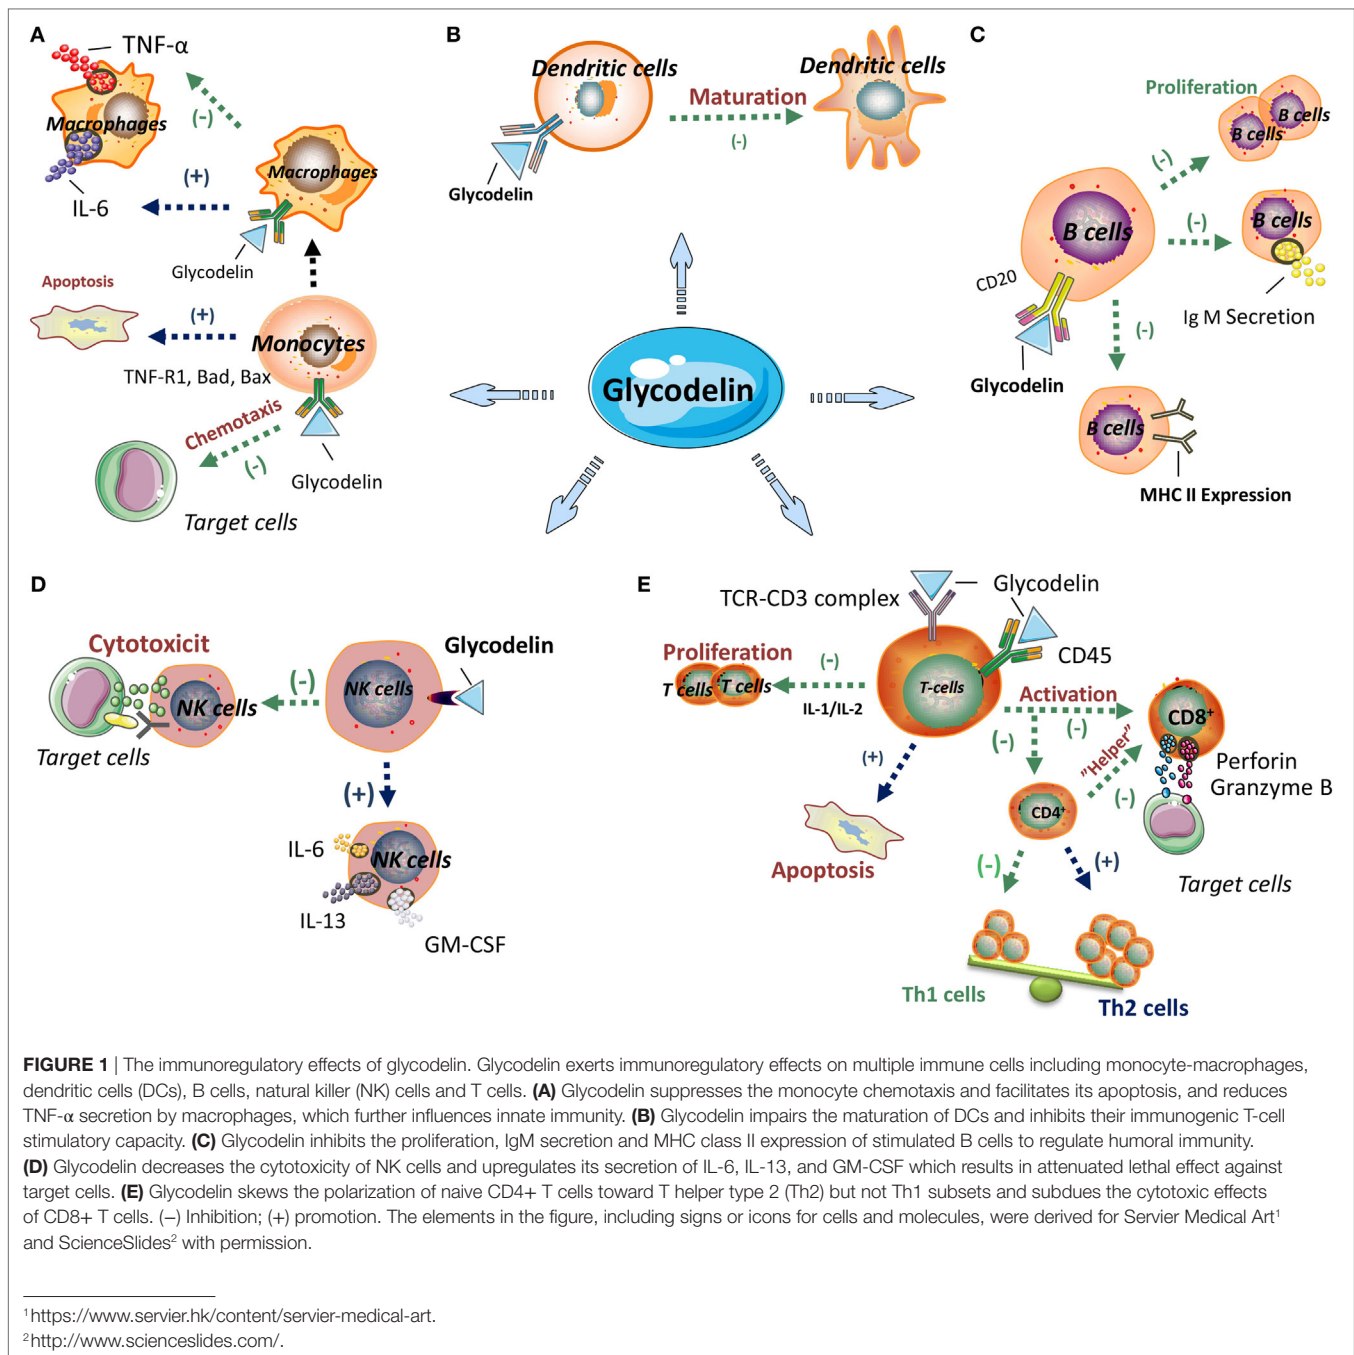 A
TNF-α
Macrophages
(-)
(+)
IL-6
Macrophages
Glycodelin
Apoptosis
(+)
Monocytes
TNF-R1, Bad, Bax
Chemotaxis
(-)
Glycodelin
Target cells
B
Dendritic cells
Maturation
(-)
Dendritic cells
Glycodelin
Glycodelin
C
Proliferation
B cells
B cells
(-)
B cells
(-)
B cells
Ig M Secretion
CD20
(-)
Glycodelin
B cells
MHC II Expression
D
Cytotoxicit
NK cells
(-)
NK cells
Glycodelin
Target cells
(+)
IL-6
NK cells
IL-13
GM-CSF
E
TCR-CD3 complex
Glycodelin
CD45
Proliferation
T cells
T cells
(-)
IL-1/IL-2
T-cells
Activation
(-)
(-)
CD8+
"Helper"
(-)
Perforin
Granzyme B
(+)
CD4+
Apoptosis
(-)
(+)
Target cells
Th1 cells
Th2 cells
FIGURE 1 | The immunoregulatory effects of glycodelin. Glycodelin exerts immunoregulatory effects on multiple immune cells including monocyte-macrophages,
dendritic cells (DCs), B cells, natural killer (NK) cells and T cells. (A) Glycodelin suppresses the monocyte chemotaxis and facilitates its apoptosis, and reduces
TNF-α secretion by macrophages, which further influences innate immunity. (B) Glycodelin impairs the maturation of DCs and inhibits their immunogenic T-cell
stimulatory capacity. (C) Glycodelin inhibits the proliferation, IgM secretion and MHC class II expression of stimulated B cells to regulate humoral immunity.
(D) Glycodelin decreases the cytotoxicity of NK cells and upregulates its secretion of IL-6, IL-13, and GM-CSF which results in attenuated lethal effect against
target cells. (E) Glycodelin skews the polarization of naive CD4+ T cells toward T helper type 2 (Th2) but not Th1 subsets and subdues the cytotoxic effects
of CD8+ T cells. (−) Inhibition; (+) promotion. The elements in the figure, including signs or icons for cells and molecules, were derived for Servier Medical Art¹
and ScienceSlides² with permission.
¹https://www.servier.hk/content/servier-medical-art.
²http://www.scienceslides.com/.